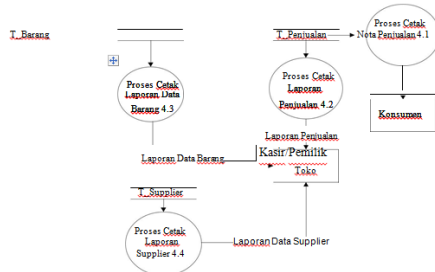 T_Barang
T_Penjualan
Proses Cetak
Nota Penjualan 4.1
Proses Cetak
Laporan Data
Barang 4.3
Proses Cetak
Laporan
Penjualan 4.2
Konsumen
Laporan Penjualan
Laporan Data Barang
Kasir/Pemilik
Toko
T_Supplier
Proses Cetak
Laporan
Supplier 4.4
Laporan Data Supplier